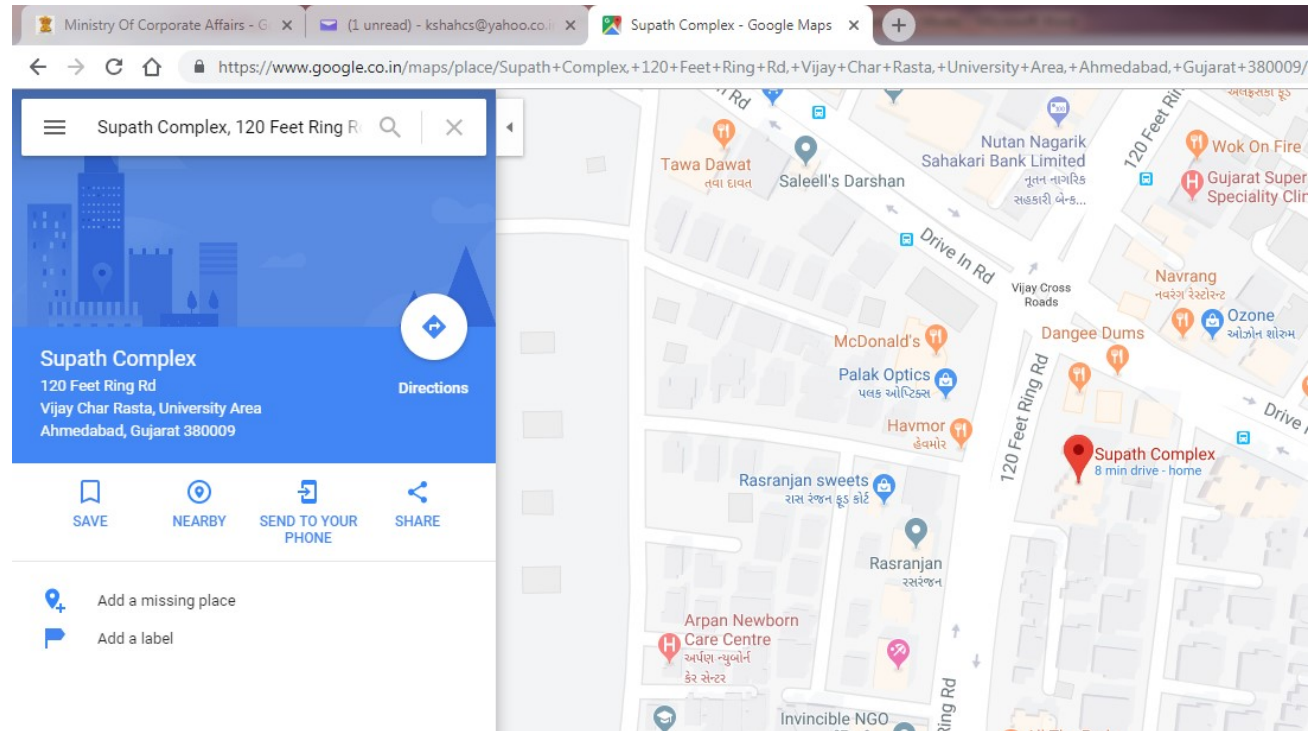 Ministry Of Corporate Affairs - G
(1 unread) - kshahcs@yahoo.co.i
Supath Complex - Google Maps
https://www.google.co.in/maps/place/Supath+Complex,+120+Feet+Ring+Rd,+Vijay+Char+Rasta,+University+Area,+Ahmedabad,+Gujarat+380009/
Supath Complex, 120 Feet Ring R
Supath Complex
120 Feet Ring Rd
Vijay Char Rasta, University Area
Ahmedabad, Gujarat 380009
Directions
SAVE
NEARBY
SEND TO YOUR
PHONE
SHARE
Add a missing place
Add a label
Rd
Tawa Dawat
તવા દાવત
Saleell's Darshan
Nutan Nagarik
Sahakari Bank Limited
નૂતન નાગરિક
સહકારી બેન્ક...
120 Feet Rin
Wok On Fire
H
Gujarat Super
Speciality Clin
Drive In Rd
Vijay Cross
Roads
Navrang
નવરંગ રેસ્ટોરન્ટ
Ozone
ઓઝોન શોરુમ
Dangee Dums
McDonald's
Palak Optics
પલક ઓપ્ટિક્સ
120 Feet Ring Rd
Drive
Havmor
હેવમોર
Supath Complex
8 min drive - home
Rasranjan sweets
રાસ રંજન ફૂડ કોર્ટ
Rasranjan
રસરંજન
Arpan Newborn
H
Care Centre
અર્પણ ન્યુબોર્ન
કેર સેન્ટર
Ring Rd
Invincible NGO